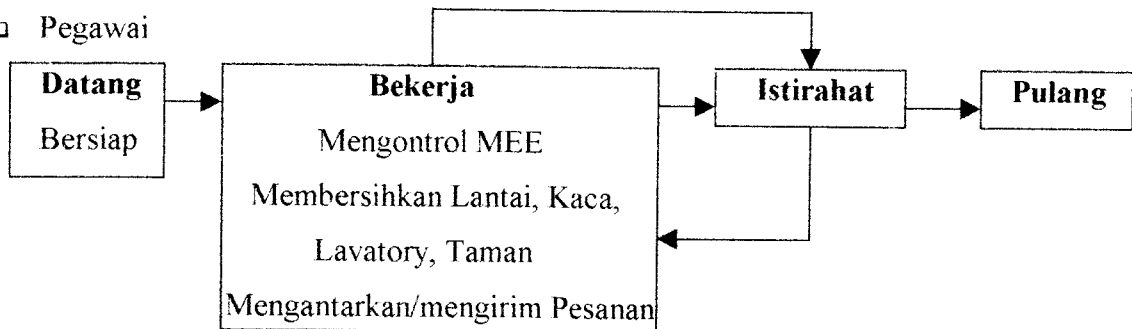 Pegawai
Datang
Bersiap
Bekerja
Mengontrol MEE
Membersihkan Lantai, Kaca,
Lavatory, Taman
Mengantarkan/mengirim Pesanan
Istirahat
Pulang